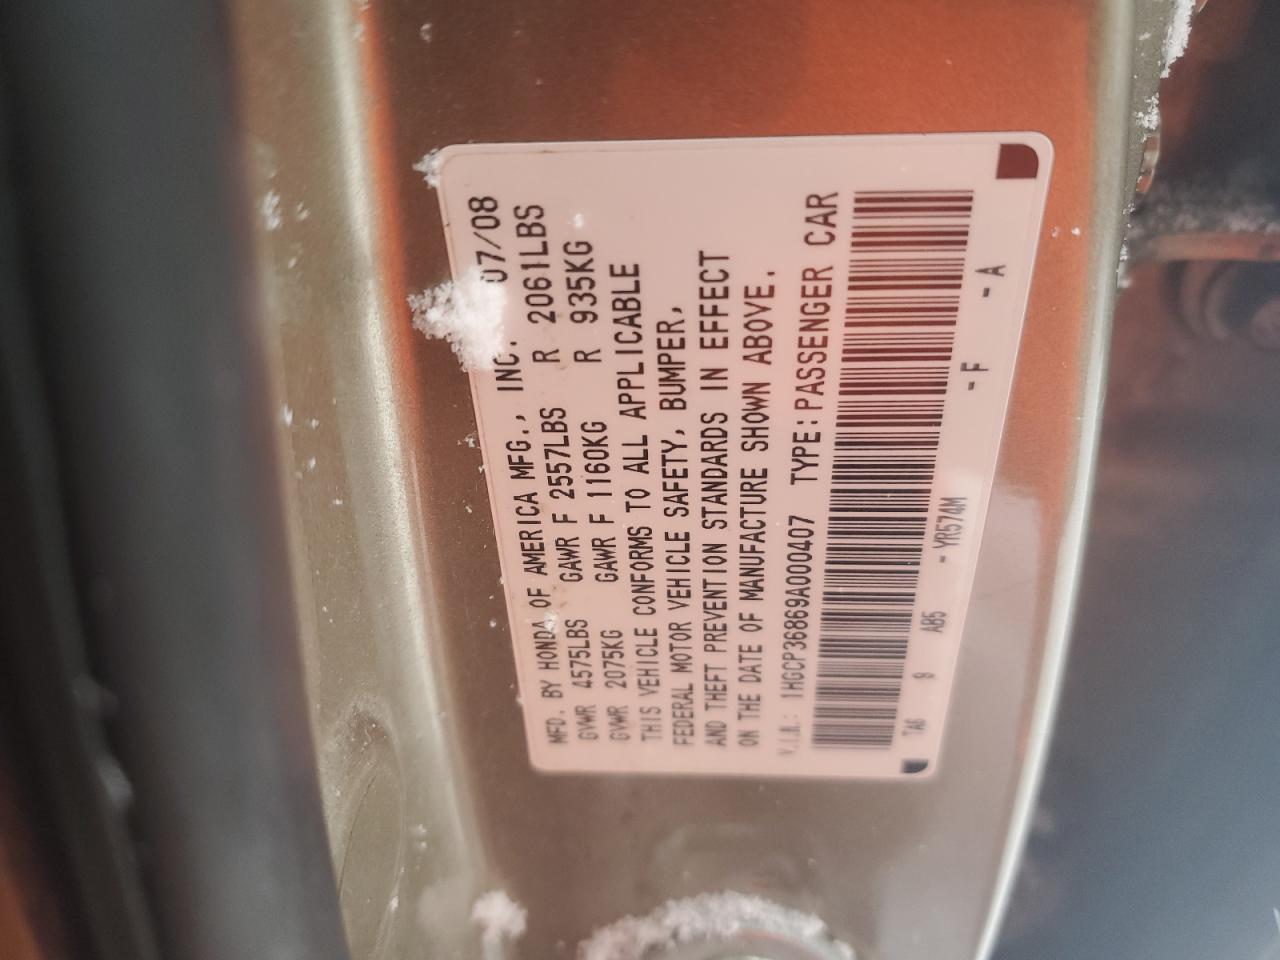 MFD. BY HONDA OF AMERICA MFG., INC. 07/08
GVWR 4575LBS GAWR F 2557LBS R 2061LBS
GVWR 2075KG GAWR F 1160KG R 935KG
THIS VEHICLE CONFORMS TO ALL APPLICABLE
FEDERAL MOTOR VEHICLE SAFETY, BUMPER,
AND THEFT PREVENTION STANDARDS IN EFFECT
ON THE DATE OF MANUFACTURE SHOWN ABOVE.
V.I.N.: 1HGCP36869A000407 TYPE:PASSENGER CAR
TA6 9 AB5 - YR574M -F -A